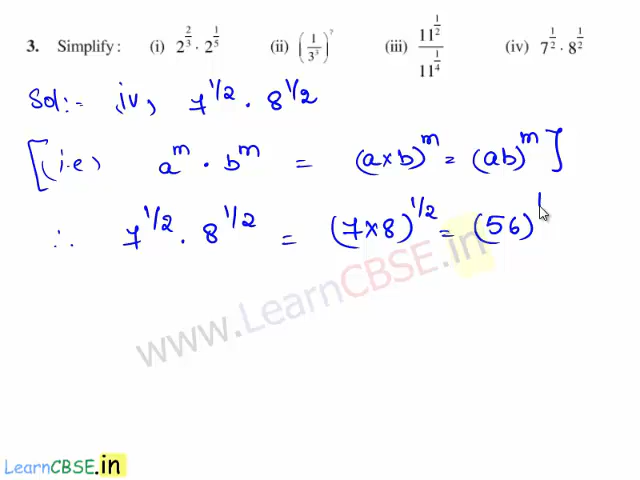 3. Simplify: (i) 2^(2/3) · 2^(1/5) (ii) (1/3^3)^7 (iii) 11^(1/2) / 11^(1/4) (iv) 7^(1/2) · 8^(1/2)
Sol:- iv, 7^1/2 · 8^1/2
[(i.e) a^m · b^m = (a×b)^m = (ab)^m]
∴ 7^1/2 · 8^1/2 = (7×8)^1/2 = (56)^1
www.LearnCBSE.in
LearnCBSE.in